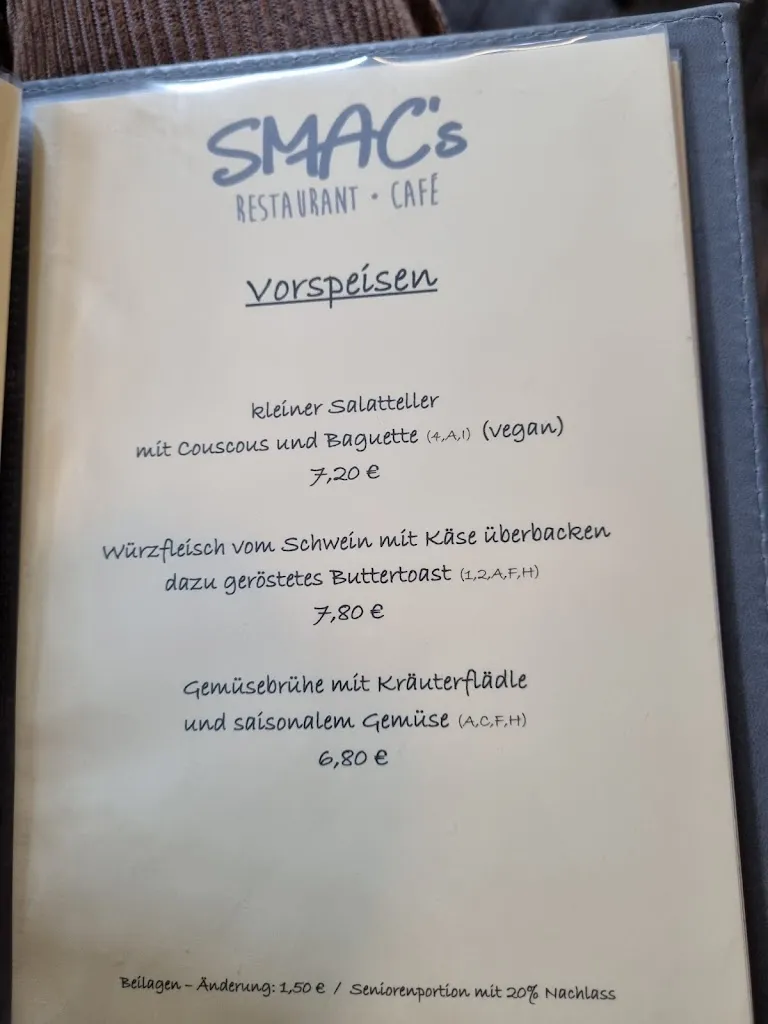 SMAC's
RESTAURANT • CAFÉ
Vorspeisen
kleiner Salatteller
mit Couscous und Baguette (4,A,I) (vegan)
7,20 €
Würzfleisch vom Schwein mit Käse überbacken
dazu geröstetes Buttertoast (1,2,A,F,H)
7,80 €
Gemüsebrühe mit Kräuterflädle
und saisonalem Gemüse (A,C,F,H)
6,80 €
Beilagen – Änderung: 1,50 € / Seniorenportion mit 20% Nachlass